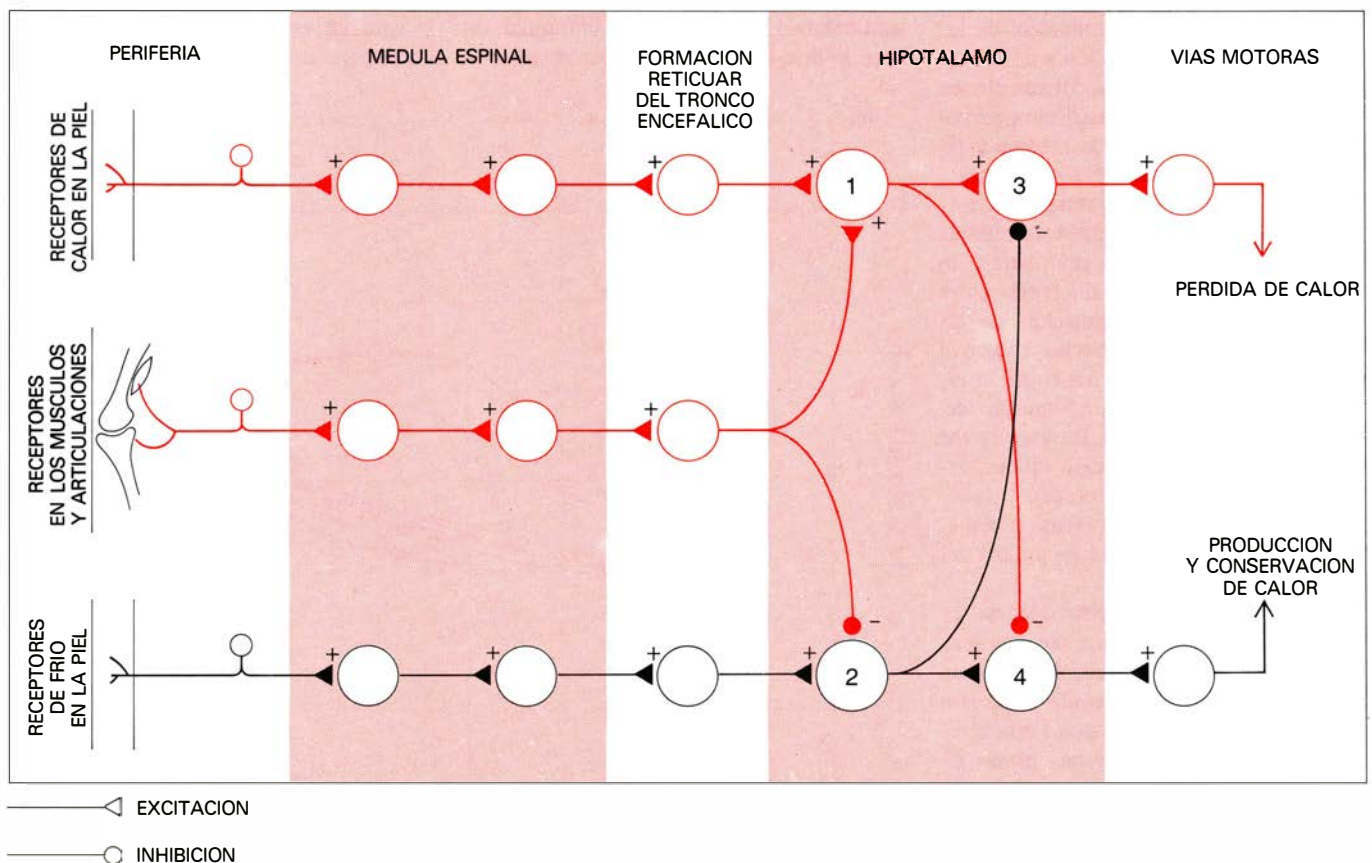 PERIFERIA
MEDULA ESPINAL
FORMACION
RETICUAR
DEL TRONCO
ENCEFALICO
HIPOTALAMO
VIAS MOTORAS
RECEPTORES DE
CALOR EN LA PIEL
+
+
+
+
1
+
+
3
-
+
PERDIDA DE CALOR
RECEPTORES
EN LOS MUSCULOS
Y ARTICULACIONES
+
+
+
PRODUCCION
Y CONSERVACION
DE CALOR
RECEPTORES
DE FRIO
EN LA PIEL
+
+
+
+
-
2
+
-
4
+
EXCITACION
INHIBICION